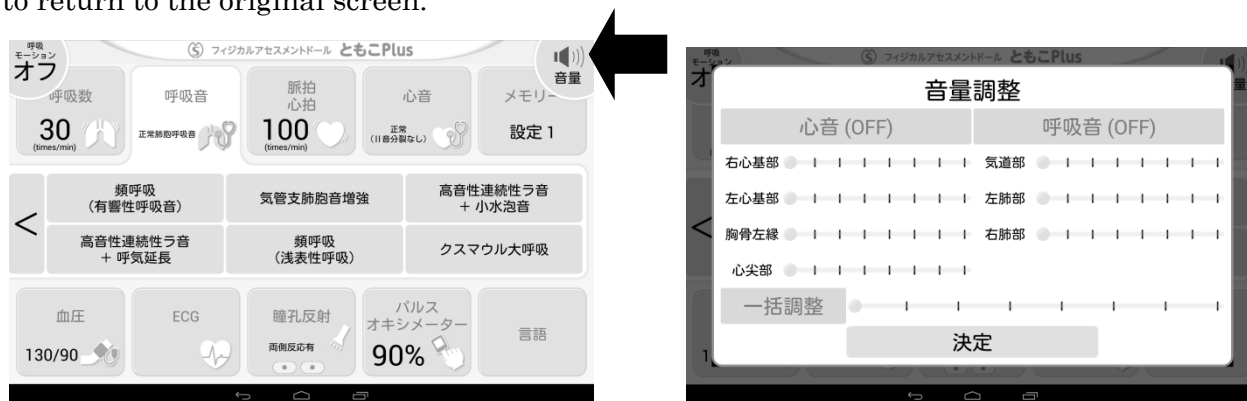 to return to the original screen.
呼吸
モーション
オフ
フィジカルアセスメントドール ともこPlus
音量
呼吸数
30
(times/min)
呼吸音
正常肺胞呼吸音
脈拍
心拍
100
(times/min)
心音
正常
(II音分裂なし)
メモリー
設定 1
<
頻呼吸
(有響性呼吸音)
気管支肺胞音増強
高音性連続性ラ音
+ 小水泡音
高音性連続性ラ音
+ 呼気延長
頻呼吸
(浅表性呼吸)
クスマウル大呼吸
血圧
130/90
ECG
瞳孔反射
両側反応有
パルス
オキシメーター
90%
言語
呼吸
モーション
フィジカルアセスメントドール ともこPlus
音量調整
心音 (OFF)
呼吸音 (OFF)
右心基部
気道部
左心基部
左肺部
胸骨左縁
右肺部
心尖部
一括調整
決定